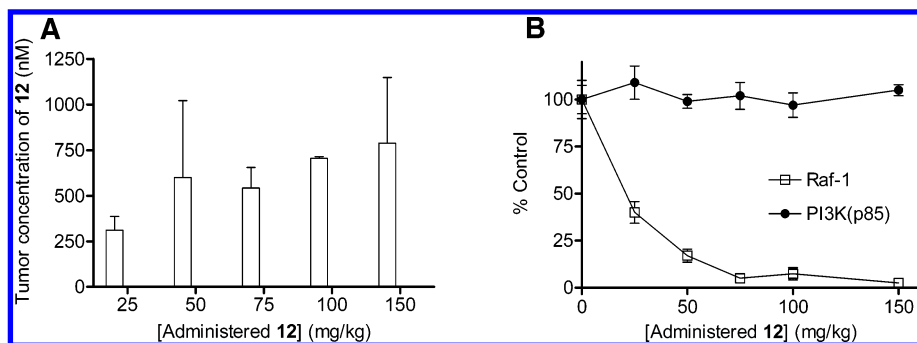 A
Tumor concentration of 12 (nM)
1250
1000
750
500
250
0
25 50 75 100 150
[Administered 12] (mg/kg)
B
% Control
100
75
50
25
0
Raf-1
PI3K(p85)
0 50 100 150
[Administered 12] (mg/kg)